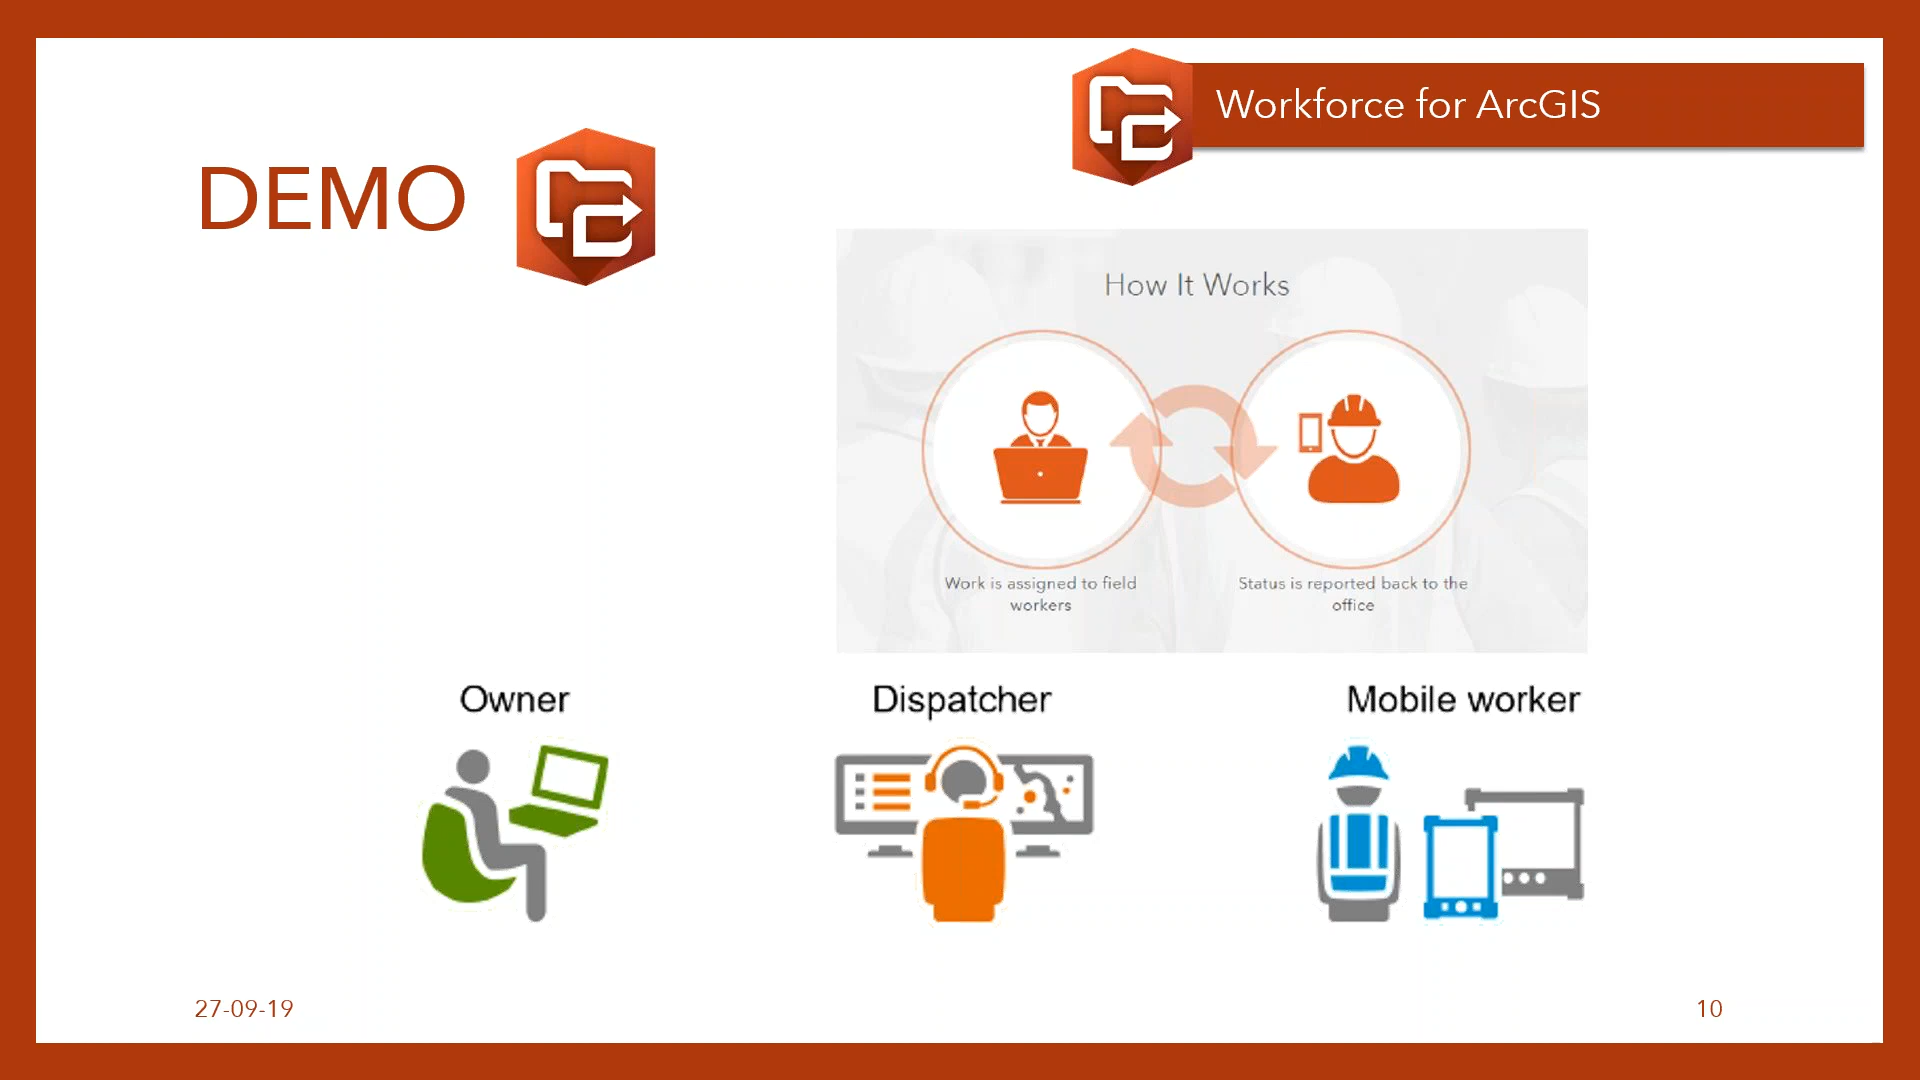 Workforce for ArcGIS
DEMO
How It Works
Work is assigned to field
workers
Status is reported back to the
office
Owner
Dispatcher
Mobile worker
27-09-19
10